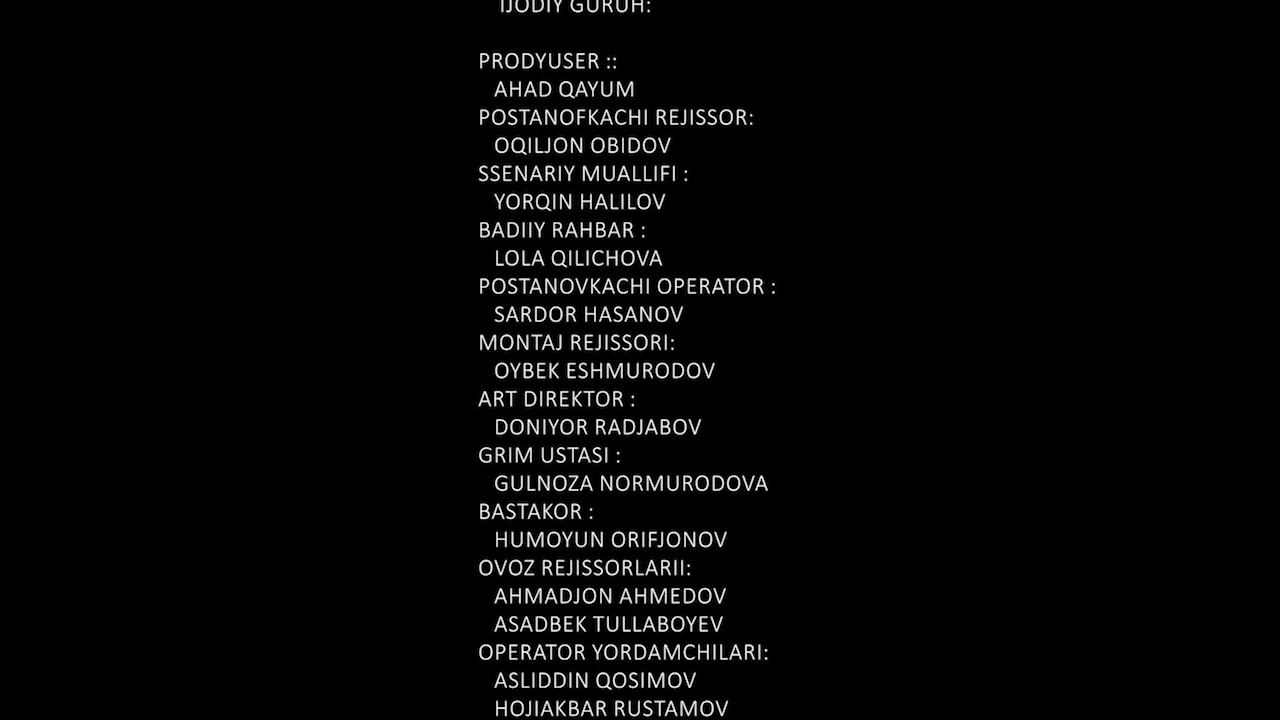 IJODIY GURUH:
PRODYUSER ::
AHAD QAYUM
POSTANOFKACHI REJISSOR:
OQILJON OBIDOV
SSENARIY MUALLIFI :
YORQIN HALILOV
BADIIY RAHBAR :
LOLA QILICHOVA
POSTANOVKACHI OPERATOR :
SARDOR HASANOV
MONTAJ REJISSORI:
OYBEK ESHMURODOV
ART DIREKTOR :
DONIYOR RADJABOV
GRIM USTASI :
GULNOZA NORMURODOVA
BASTAKOR :
HUMOYUN ORIFJONOV
OVOZ REJISSORLARII:
AHMADJON AHMEDOV
ASADBEK TULLABOYEV
OPERATOR YORDAMCHILARI:
ASLIDDIN QOSIMOV
HOJIAKBAR RUSTAMOV